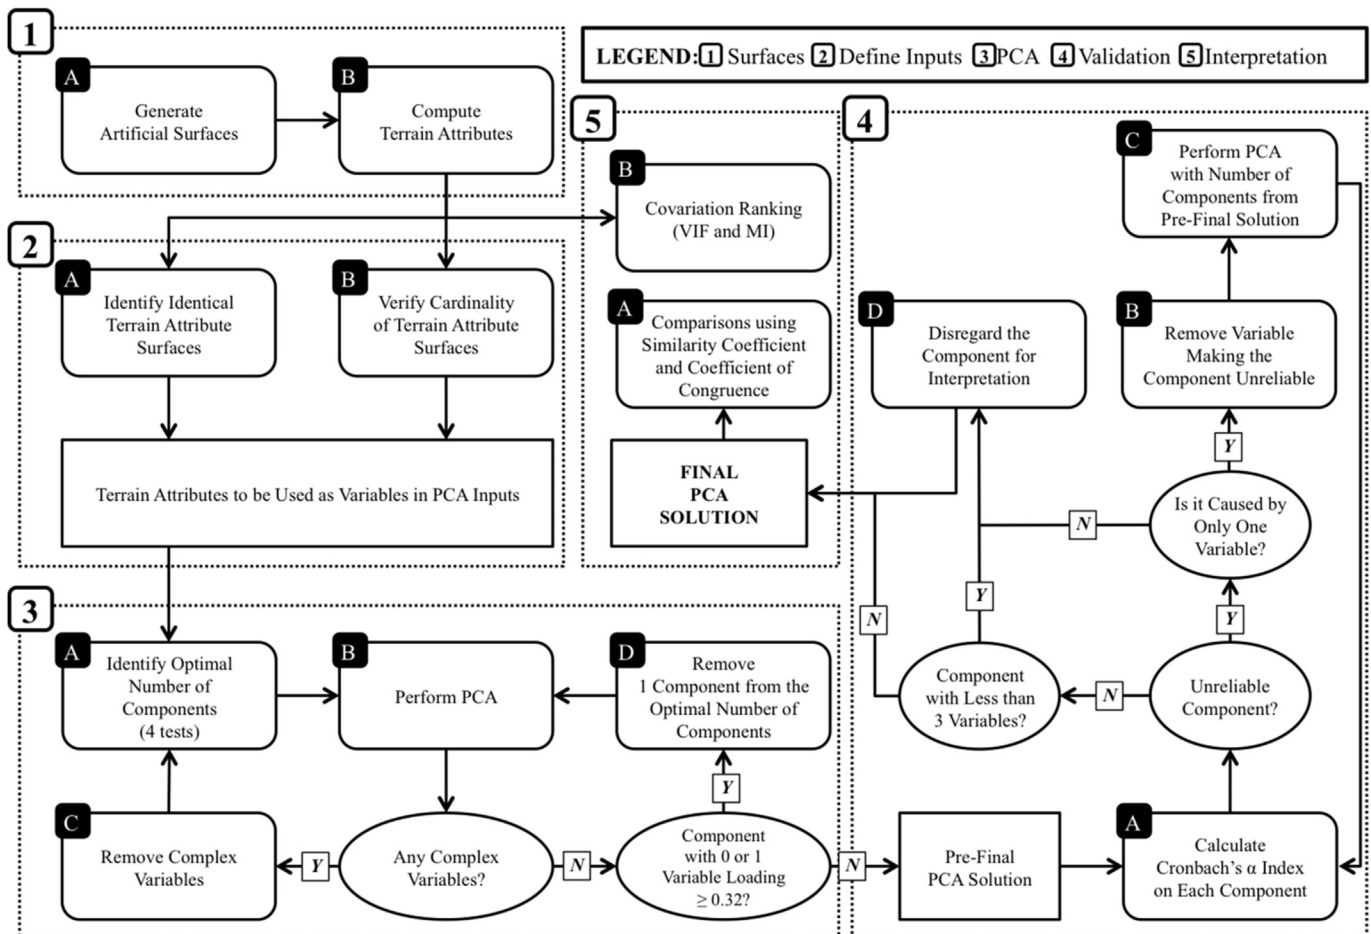 1
A
Generate
Artificial Surfaces
B
Compute
Terrain Attributes
LEGEND: 1 Surfaces 2 Define Inputs 3 PCA 4 Validation 5 Interpretation
2
A
Identify Identical
Terrain Attribute
Surfaces
B
Verify Cardinality
of Terrain Attribute
Surfaces
Terrain Attributes to be Used as Variables in PCA Inputs
5
B
Covariation Ranking
(VIF and MI)
A
Comparisons using
Similarity Coefficient
and Coefficient of
Congruence
FINAL
PCA
SOLUTION
4
C
Perform PCA
with Number of
Components from
Pre-Final Solution
D
Disregard the
Component for
Interpretation
B
Remove Variable
Making the
Component Unreliable
Y
Is it Caused by
Only One
Variable?
N
Y
Y
N
Component
with Less than
3 Variables?
N
Unreliable
Component?
Pre-Final
PCA Solution
A
Calculate
Cronbach's α Index
on Each Component
3
A
Identify Optimal
Number of
Components
(4 tests)
B
Perform PCA
D
Remove
1 Component from the
Optimal Number of
Components
Y
C
Remove Complex
Variables
Y
Any Complex
Variables?
N
Component
with 0 or 1
Variable Loading
≥ 0.32?
N